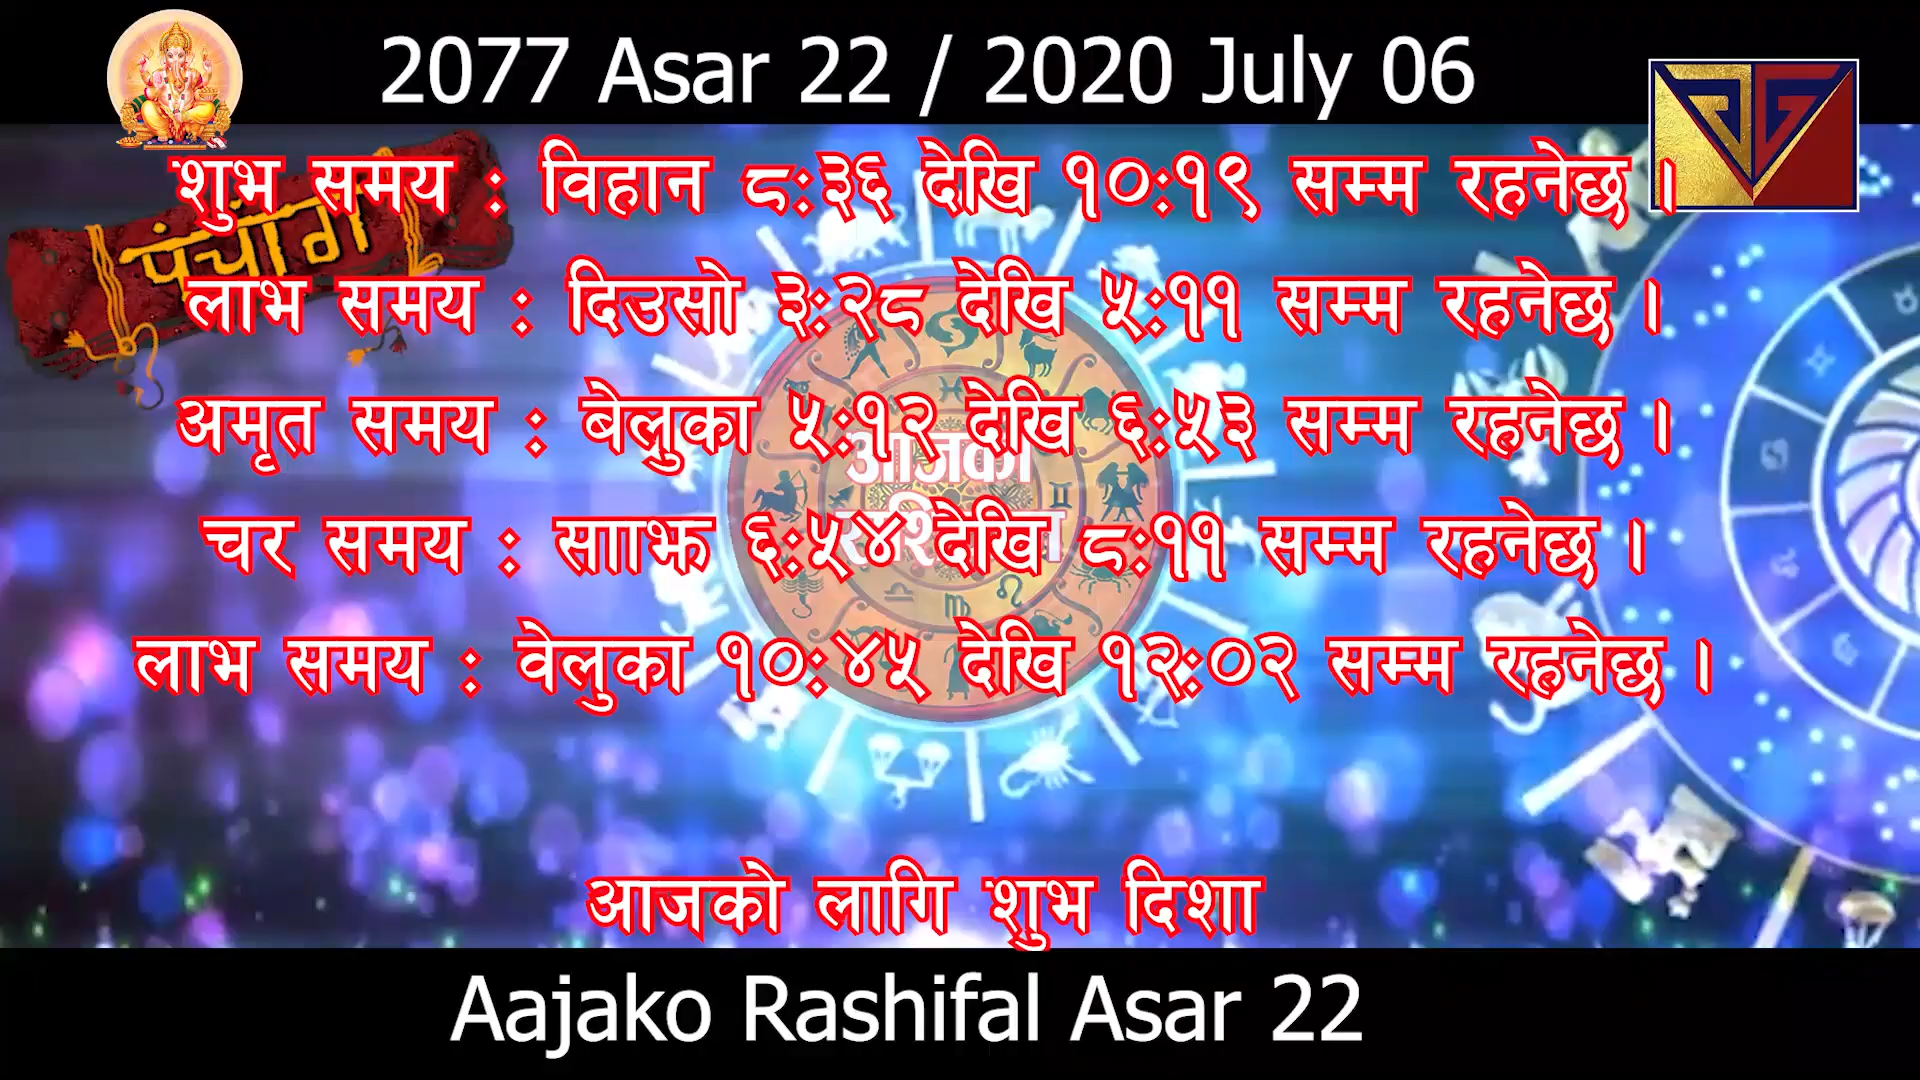 2077 Asar 22 / 2020 July 06
शुभ समय : विहान ८:३६ देखि १०:१९ सम्म रहनेछ ।
पंचांग
लाभ समय : दिउसो ३:२८ देखि ५:११ सम्म रहनेछ ।
अमृत समय : बेलुका ५:१२ देखि ६:५३ सम्म रहनेछ ।
आजको
चर समय : सााझ ६:५४ देखि ८:११ सम्म रहनेछ ।
लाभ समय : वेलुका १०:४५ देखि १२:०२ सम्म रहनेछ ।
आजको लागि शुभ दिशा
Aajako Rashifal Asar 22